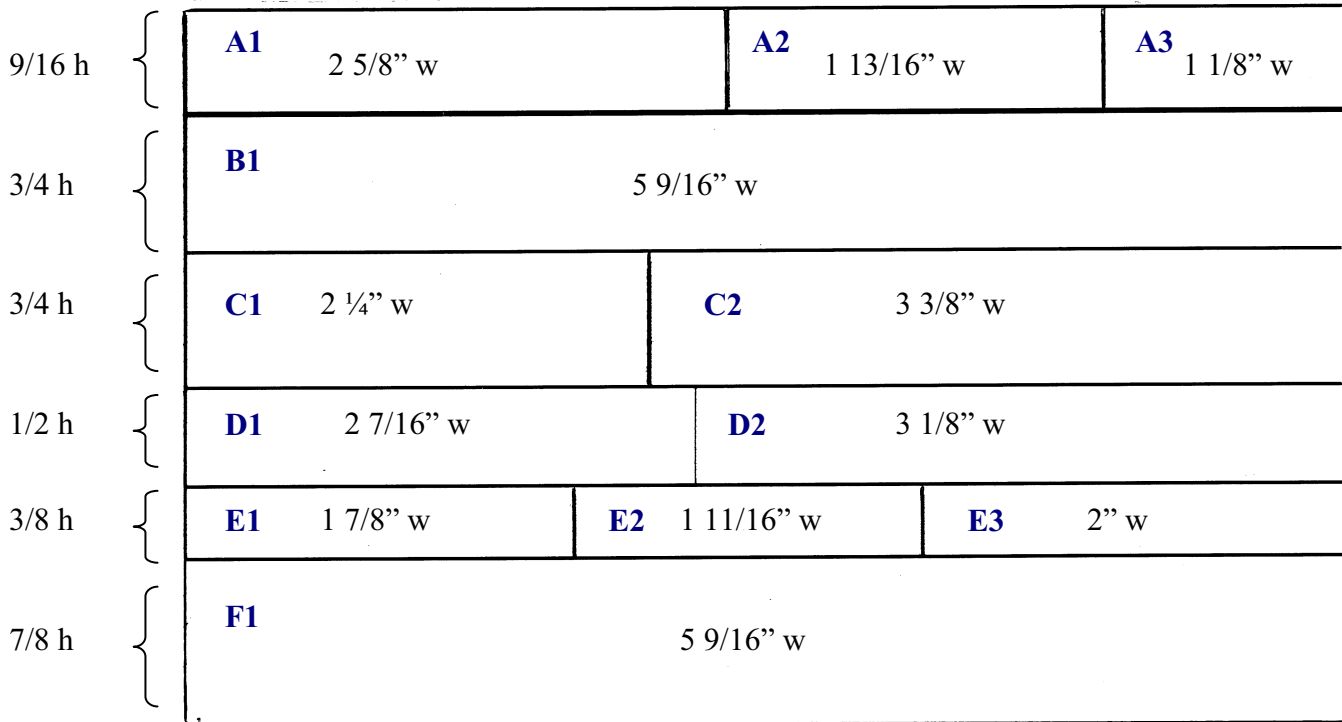 A1 A2 A3
9/16 h 2 5/8” w 1 13/16” w 1 1/8” w
B1
3/4 h 5 9/16” w
3/4 h C1 2 ¼” w C2 3 3/8” w
1/2 h D1 2 7/16” w D2 3 1/8” w
3/8 h E1 1 7/8” w E2 1 11/16” w E3 2” w
F1
7/8 h 5 9/16” w